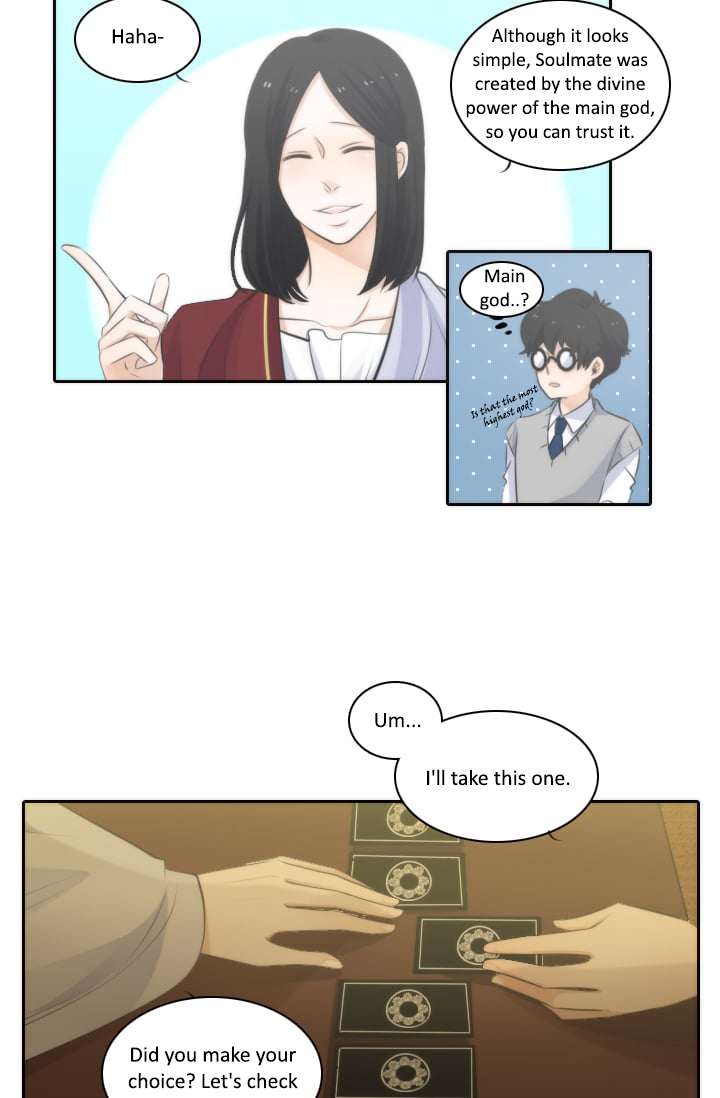 Haha-
Although it looks
simple, Soulmate was
created by the divine
power of the main god,
so you can trust it.
Main
god..?
Is that the most
highest god?
Um...
I'll take this one.
Did you make your
choice? Let's check